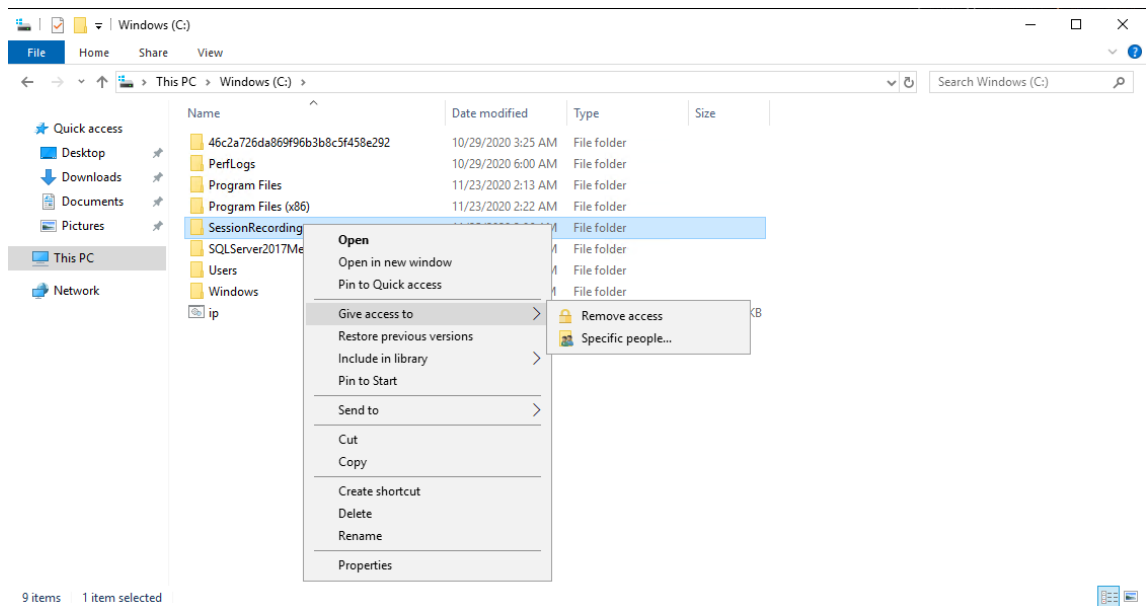 Windows (C:)
File Home Share View
This PC > Windows (C:) > Search Windows (C:)
Name Date modified Type Size
Quick access
Desktop
Downloads
Documents
Pictures
This PC
Network
46c2a726da869f96b3b8c5f458e292 10/29/2020 3:25 AM File folder
PerfLogs 10/29/2020 6:00 AM File folder
Program Files 11/23/2020 2:13 AM File folder
Program Files (x86) 11/23/2020 2:22 AM File folder
SessionRecording File folder
SQLServer2017Me File folder
Users File folder
Windows File folder
ip KB
Open
Open in new window
Pin to Quick access
Give access to
Restore previous versions
Include in library
Pin to Start
Send to
Cut
Copy
Create shortcut
Delete
Rename
Properties
Remove access
Specific people...
9 items 1 item selected